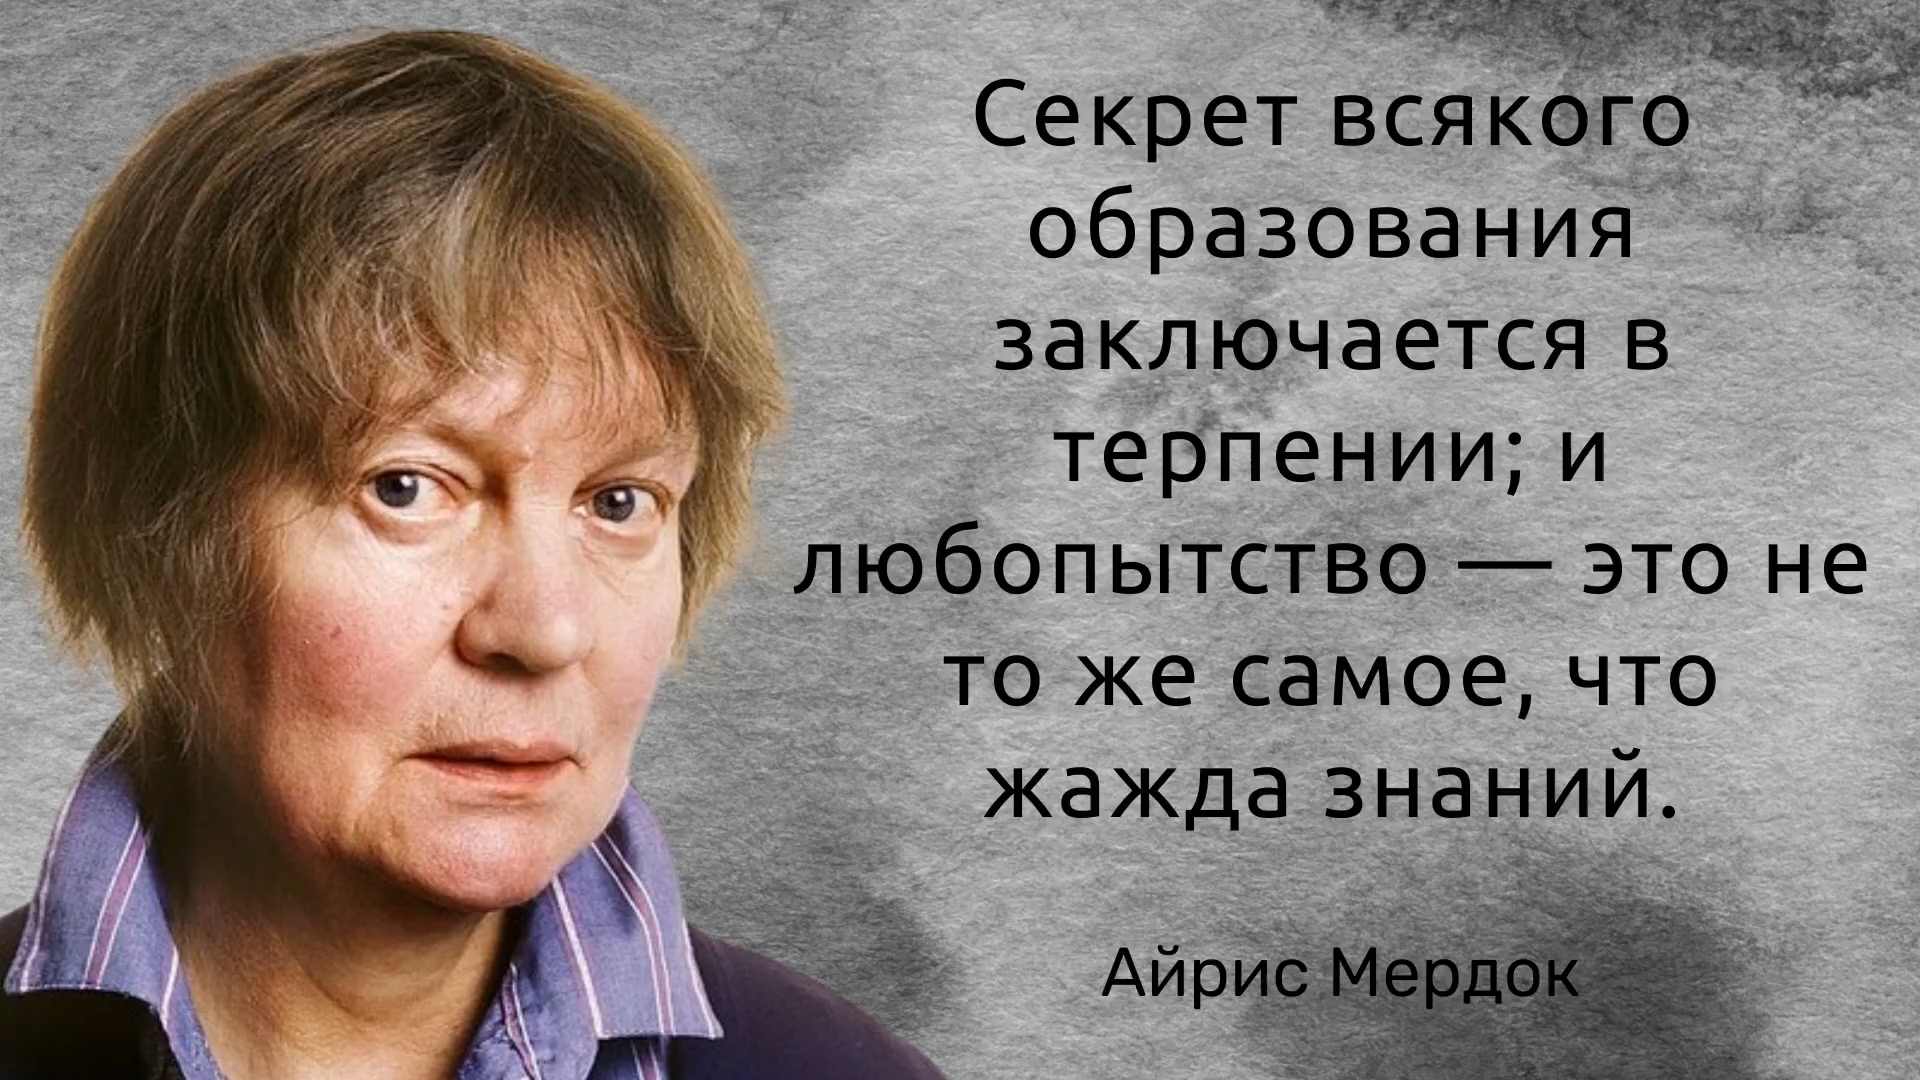 Секрет всякого
образования
заключается в
терпении; и
любопытство — это не
то же самое, что
жажда знаний.
Айрис Мердок